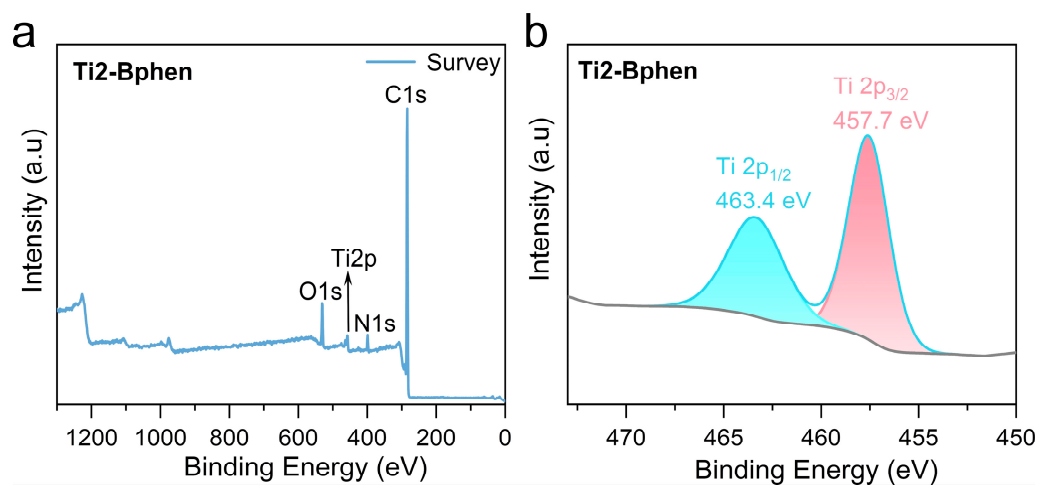 a
Ti2-Bphen
Survey
C1s
Ti2p
O1s
N1s
Intensity (a.u)
1200 1000 800 600 400 200 0
Binding Energy (eV)
b
Ti2-Bphen
Ti 2p3/2
457.7 eV
Ti 2p1/2
463.4 eV
Intensity (a.u)
470 465 460 455 450
Binding Energy (eV)